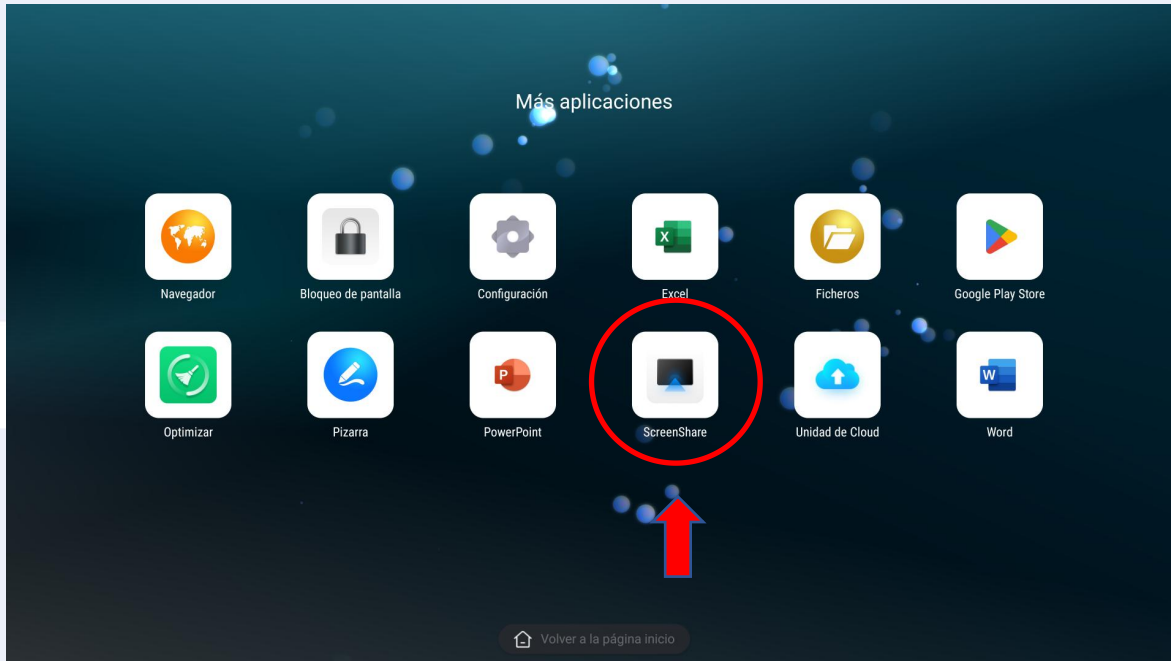 Más aplicaciones
Navegador
Bloqueo de pantalla
Configuración
X
Excel
Ficheros
Google Play Store
Optimizar
Pizarra
P
PowerPoint
ScreenShare
Unidad de Cloud
W
Word
Volver a la página inicio